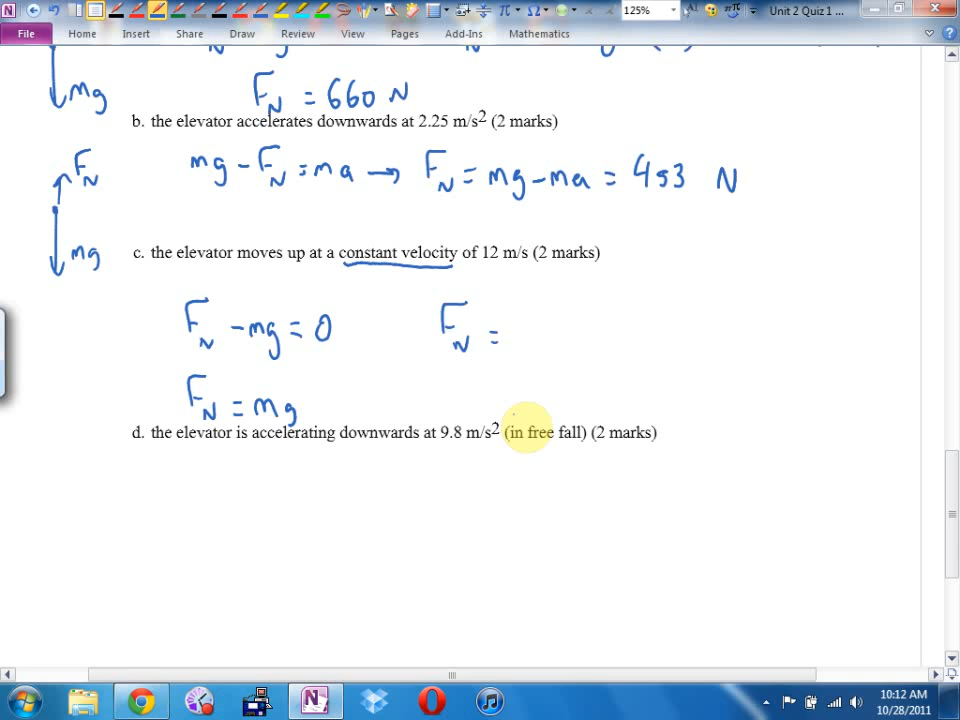 125%
Unit 2 Quiz 1 ...
File Home Insert Share Draw Review View Pages Add-Ins Mathematics
mg
F_N = 660 N
b. the elevator accelerates downwards at 2.25 m/s² (2 marks)
F_N
mg - F_N = ma → F_N = mg - ma = 453 N
mg
c. the elevator moves up at a constant velocity of 12 m/s (2 marks)
F_N - mg = 0 F_N =
F_N = mg
d. the elevator is accelerating downwards at 9.8 m/s² (in free fall) (2 marks)
10:12 AM
10/28/2011